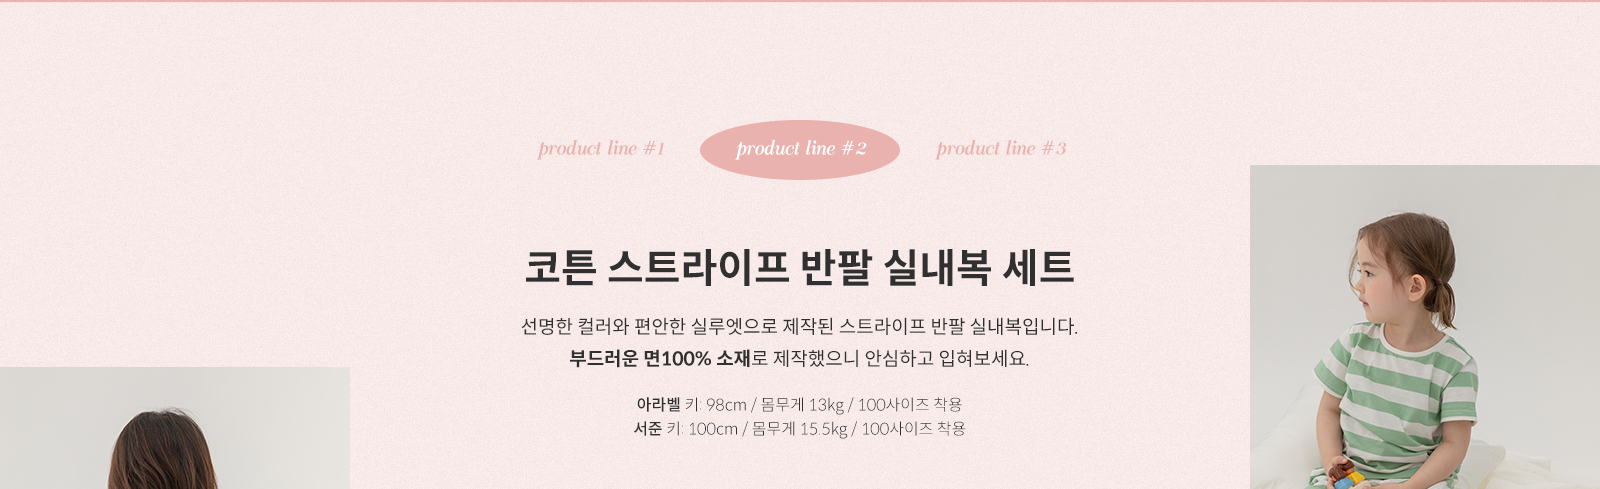 product line #1 product line #2 product line #3
코튼 스트라이프 반팔 실내복 세트
선명한 컬러와 편안한 실루엣으로 제작된 스트라이프 반팔 실내복입니다.
부드러운 면100% 소재로 제작했으니 안심하고 입혀보세요.
아라벨 키: 98cm / 몸무게 13kg / 100사이즈 착용
서준 키: 100cm / 몸무게 15.5kg / 100사이즈 착용